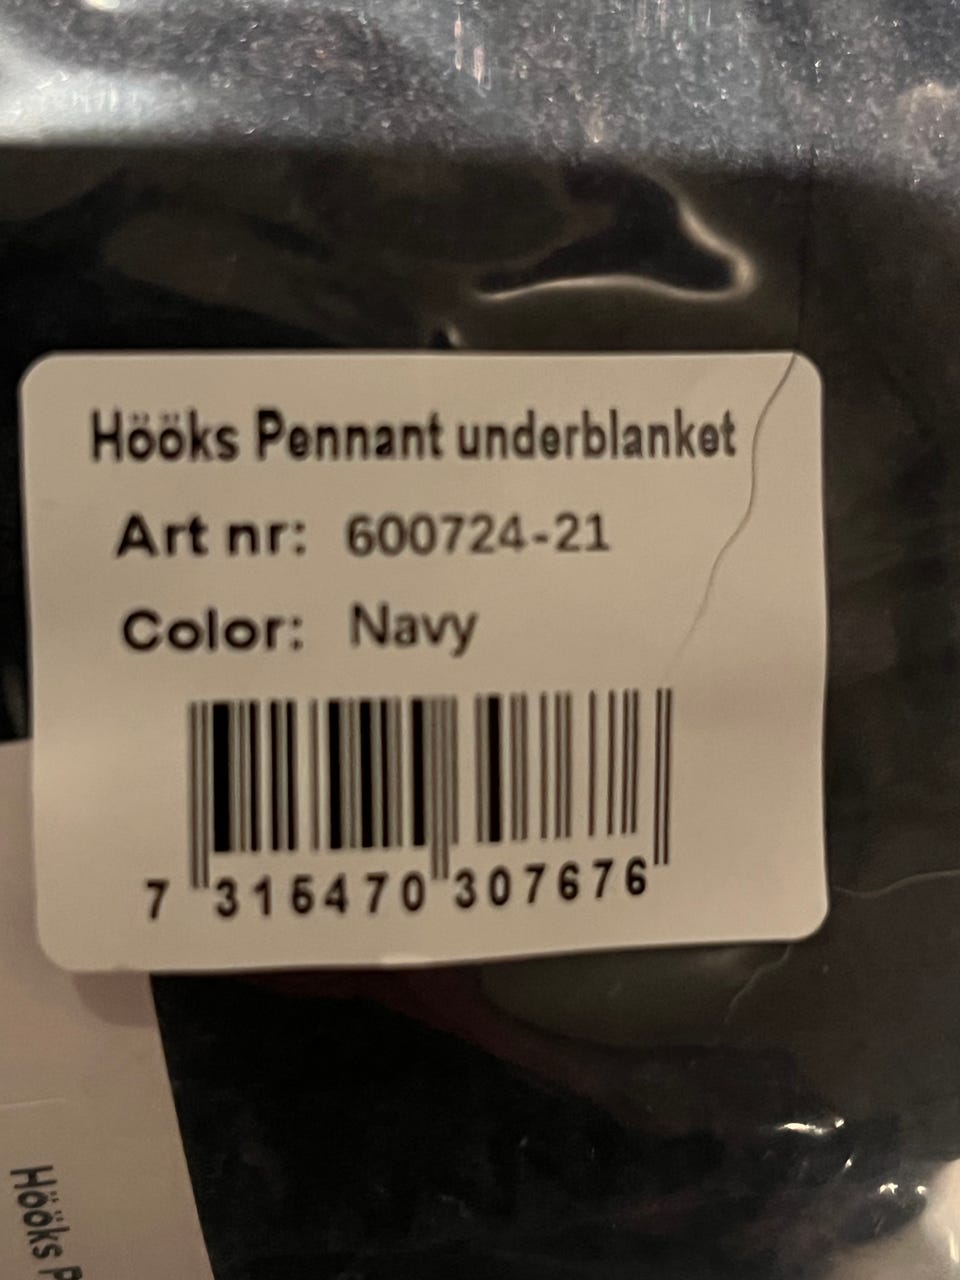 Hööks Pennant underblanket
Art nr: 600724-21
Color: Navy
7 315470 307676
Hööks P